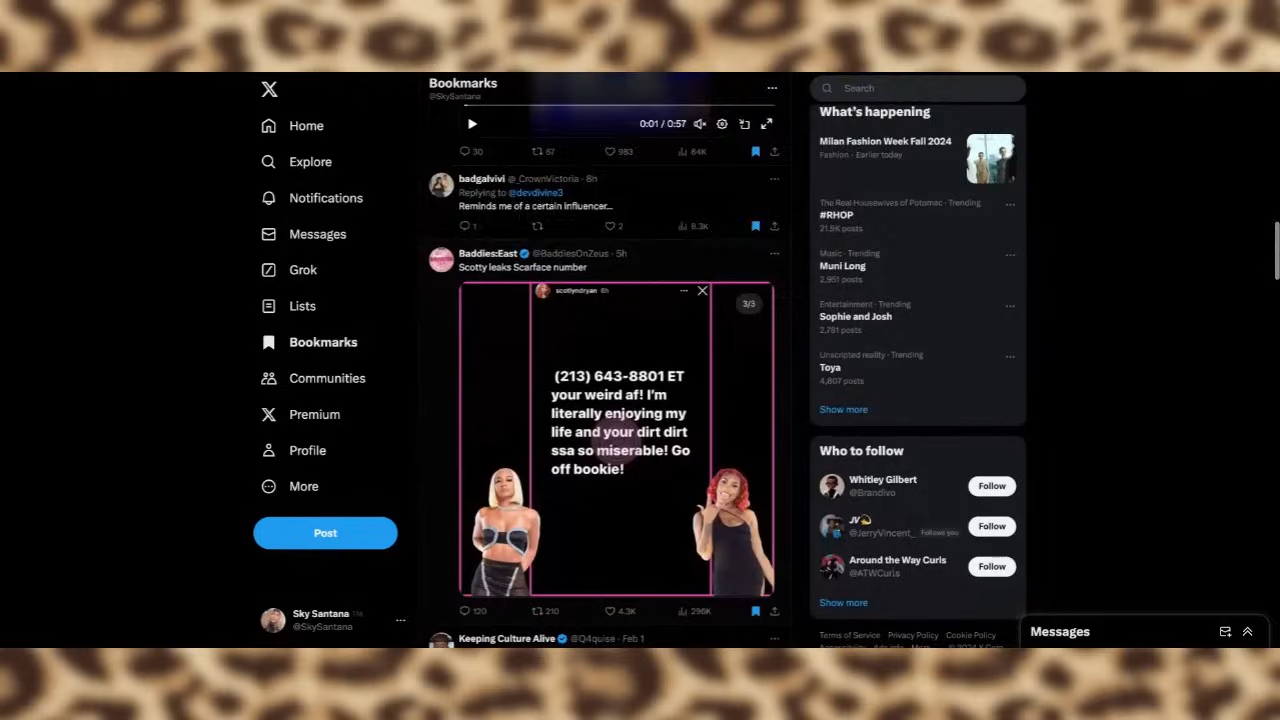 Home
Explore
Notifications
Messages
Grok
Lists
Bookmarks
Communities
Premium
Profile
More
Post
Sky Santana
@SkySantana
Bookmarks
@SkySantana
0:01 / 0:57
30 67 983 84K
badgalvivi @_CrownVictoria · 8h
Replying to @devdivine3
Reminds me of a certain influencer...
1 2 8.3K
Baddies:East @BaddiesOnZeus · 5h
Scotty leaks Scarface number
scottyndryan 6h
3/3
(213) 643-8801 ET
your weird af! I'm
literally enjoying my
life and your dirt dirt
ssa so miserable! Go
off bookie!
120 210 4.3K 296K
Keeping Culture Alive @Q4quise · Feb 1
Search
What's happening
Milan Fashion Week Fall 2024
Fashion · Earlier today
The Real Housewives of Potomac · Trending
#RHOP
21.9K posts
Music · Trending
Muni Long
2,951 posts
Entertainment · Trending
Sophie and Josh
2,781 posts
Unscripted reality · Trending
Toya
4,807 posts
Show more
Who to follow
Whitley Gilbert
@Brandivo
Follow
JV
@JerryVincent_ Follows you
Follow
Around the Way Curls
@ATWCurls
Follow
Show more
Terms of Service Privacy Policy Cookie Policy
Messages